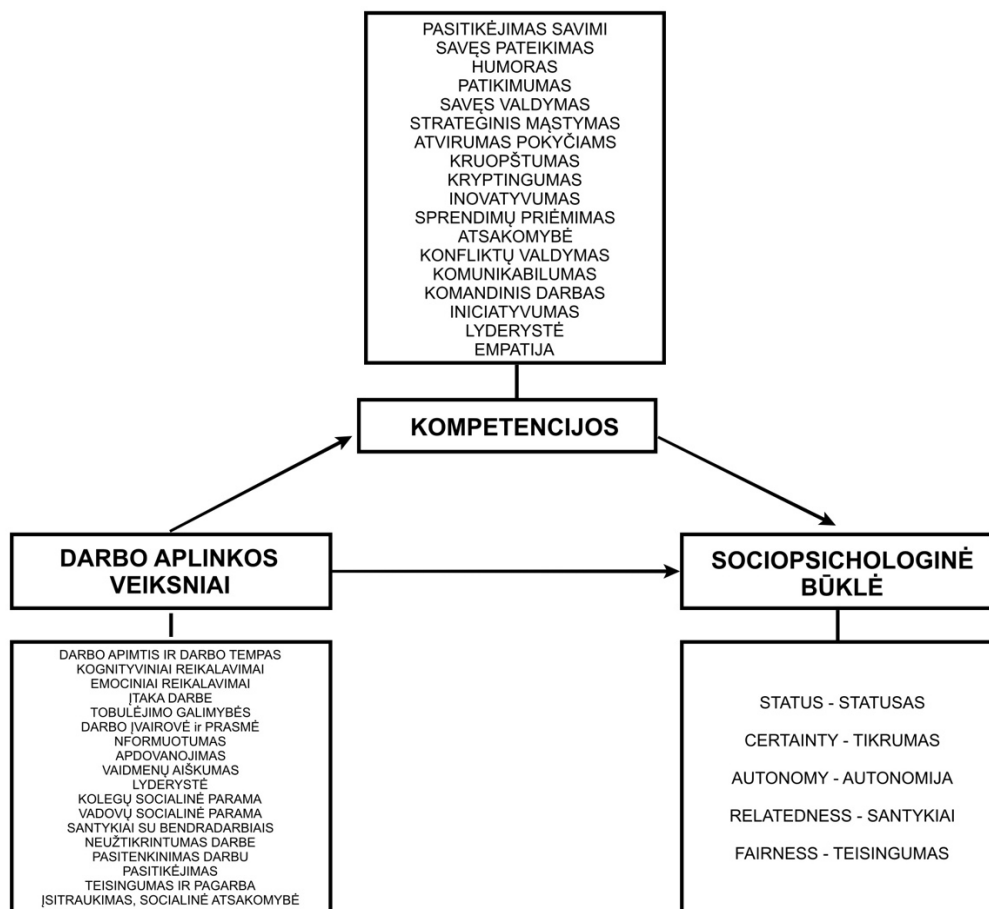 PASITIKĖJIMAS SAVIMI
SAVĘS PATEIKIMAS
HUMORAS
PATIKIMUMAS
SAVĘS VALDYMAS
STRATEGINIS MĄSTYMAS
ATVIRUMAS POKYČIAMS
KRUOPŠTUMAS
KRYPTINGUMAS
INOVATYVUMAS
SPRENDIMŲ PRIĖMIMAS
ATSAKOMYBĖ
KONFLIKTŲ VALDYMAS
KOMUNIKABILUMAS
KOMANDINIS DARBAS
INICIATYVUMAS
LYDERYSTĖ
EMPATIJA
KOMPETENCIJOS
DARBO APLINKOS
VEIKSNIAI
SOCIOPSICHOLOGINĖ
BŪKLĖ
DARBO APIMTIS IR DARBO TEMPAS
KOGNITYVINIAI REIKALAVIMAI
EMOCINIAI REIKALAVIMAI
ĮTAKA DARBE
TOBULĖJIMO GALIMYBĖS
DARBO ĮVAIROVĖ ir PRASMĖ
NFORMUOTUMAS
APDOVANOJIMAS
VAIDMENŲ AIŠKUMAS
LYDERYSTĖ
KOLEGŲ SOCIALINĖ PARAMA
VADOVŲ SOCIALINĖ PARAMA
SANTYKIAI SU BENDRADARBIAIS
NEUŽTIKRINTUMAS DARBE
PASITENKINIMAS DARBU
PASITIKĖJIMAS
TEISINGUMAS IR PAGARBA
ĮSITRAUKIMAS, SOCIALINĖ ATSAKOMYBĖ
STATUS - STATUSAS
CERTAINTY - TIKRUMAS
AUTONOMY - AUTONOMIJA
RELATEDNESS - SANTYKIAI
FAIRNESS - TEISINGUMAS